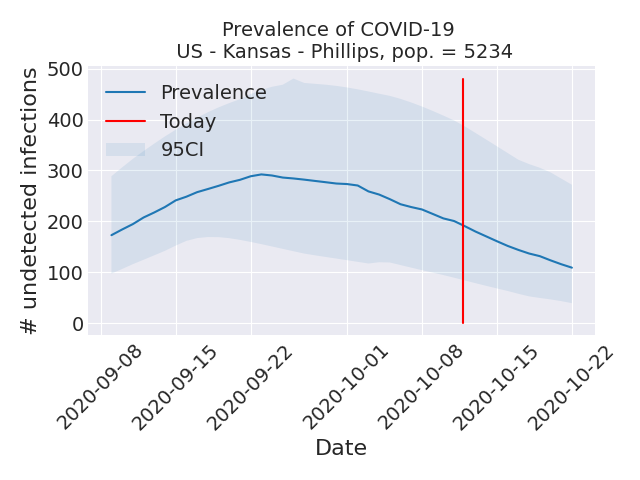 Prevalence of COVID-19
US - Kansas - Phillips, pop. = 5234
# undetected infections
500
400
300
200
100
0
Prevalence
Today
95CI
2020-09-08
2020-09-15
2020-09-22
2020-10-01
2020-10-08
2020-10-15
2020-10-22
Date